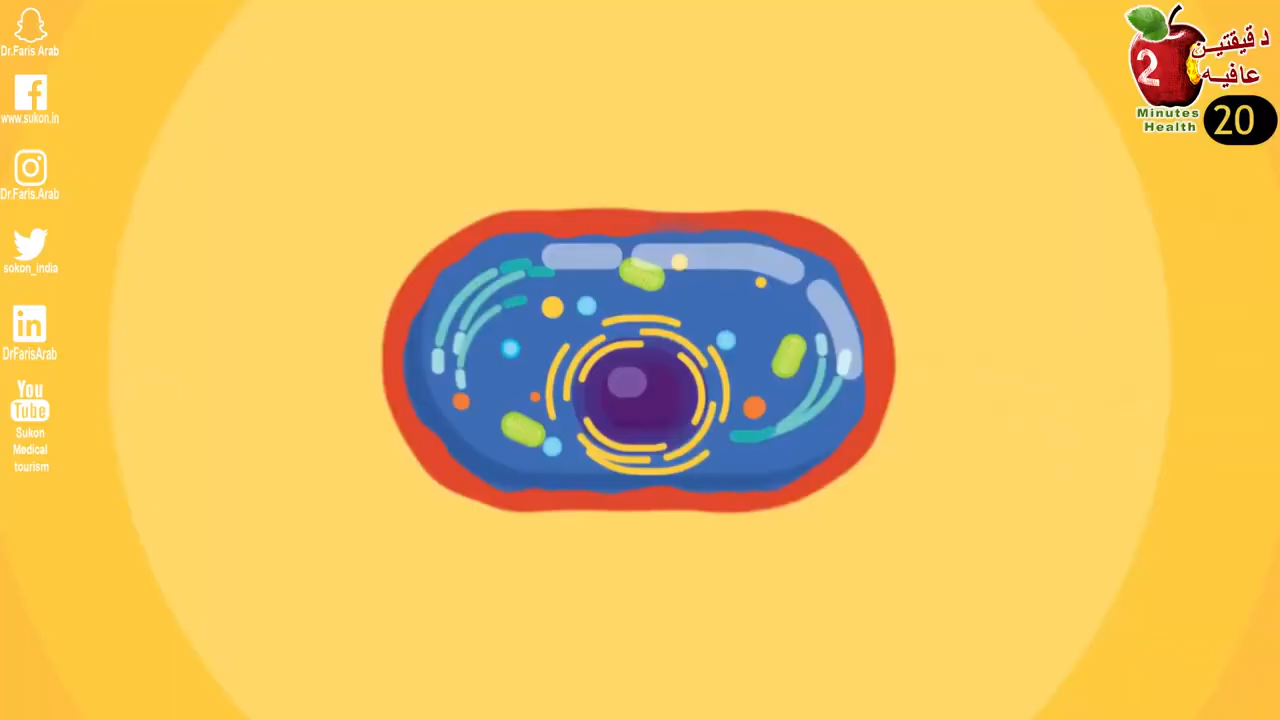 Dr.Faris Arab
www.sukon.in
Dr.Faris.Arab
sokon_india
in
DrFarisArab
You
Tube
Sukon
Medical
tourism
دقيقتين
عافيه
2
Minutes
Health
20